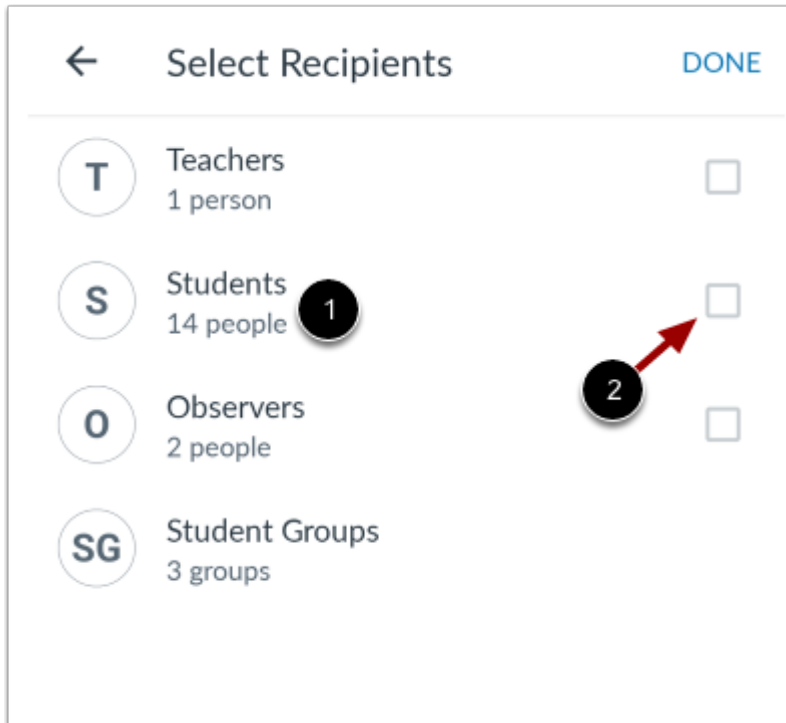 Select Recipients DONE
T Teachers
1 person
S Students
14 people 1
2
O Observers
2 people
SG Student Groups
3 groups